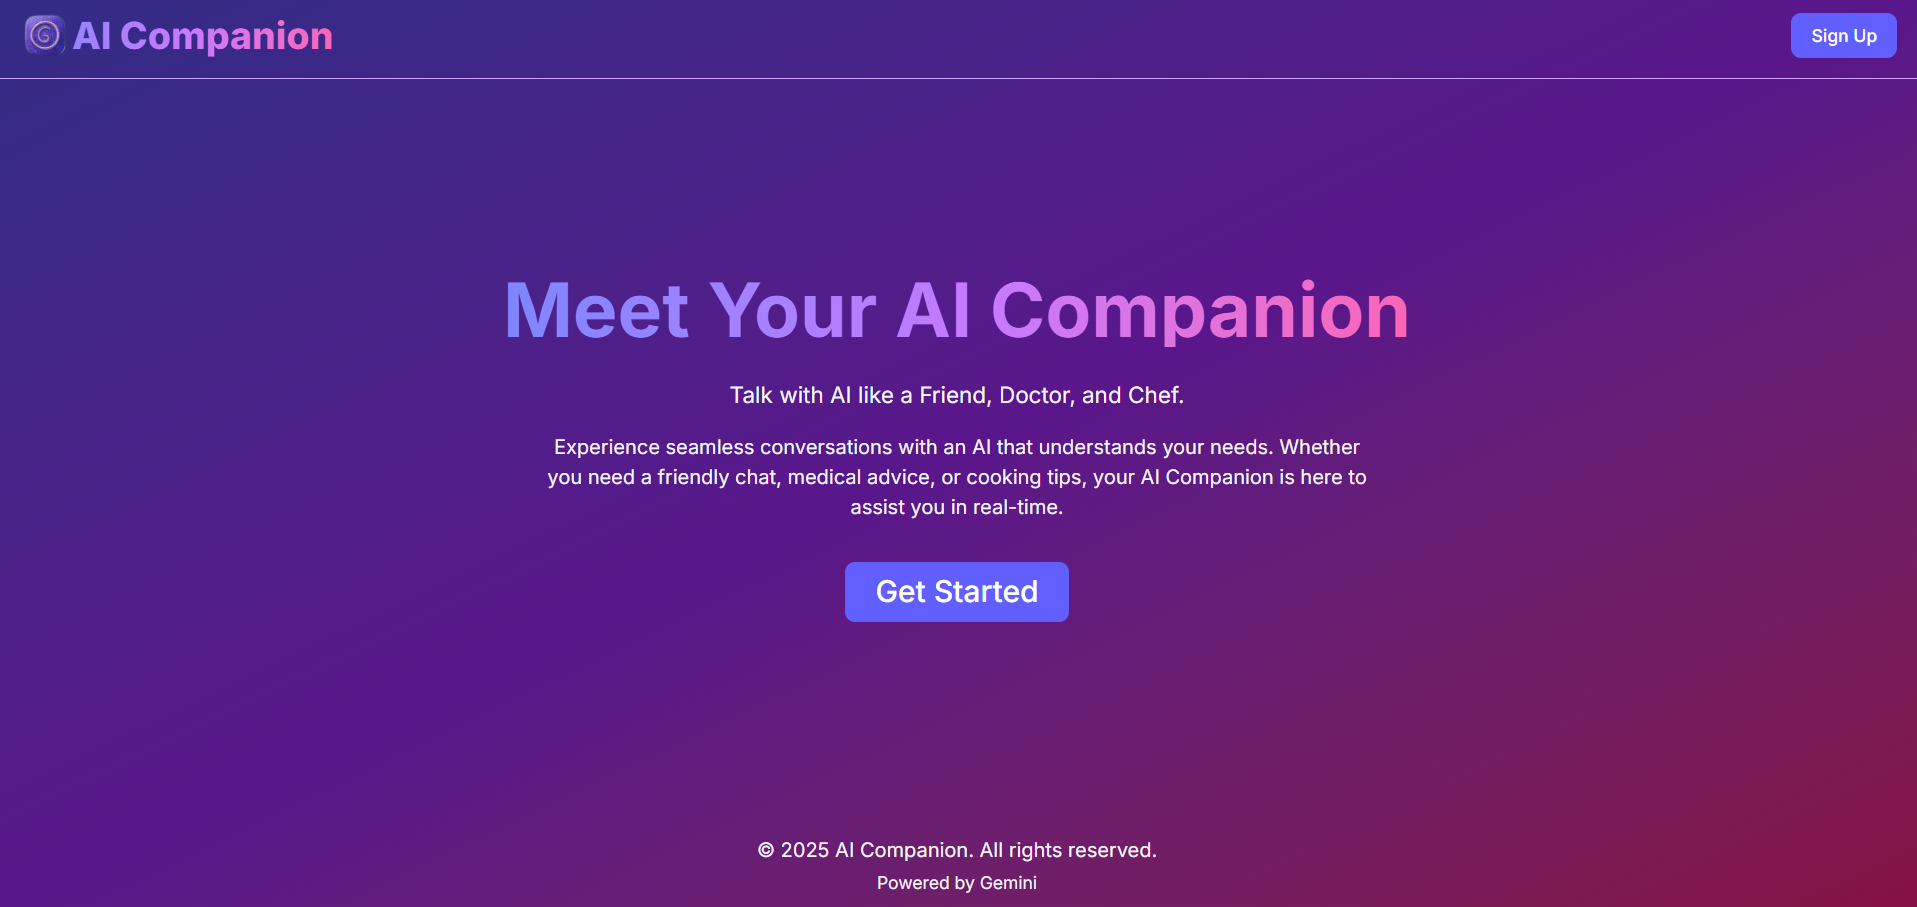 AI Companion
Sign Up
Meet Your AI Companion
Talk with AI like a Friend, Doctor, and Chef.
Experience seamless conversations with an AI that understands your needs. Whether
you need a friendly chat, medical advice, or cooking tips, your AI Companion is here to
assist you in real-time.
Get Started
© 2025 AI Companion. All rights reserved.
Powered by Gemini